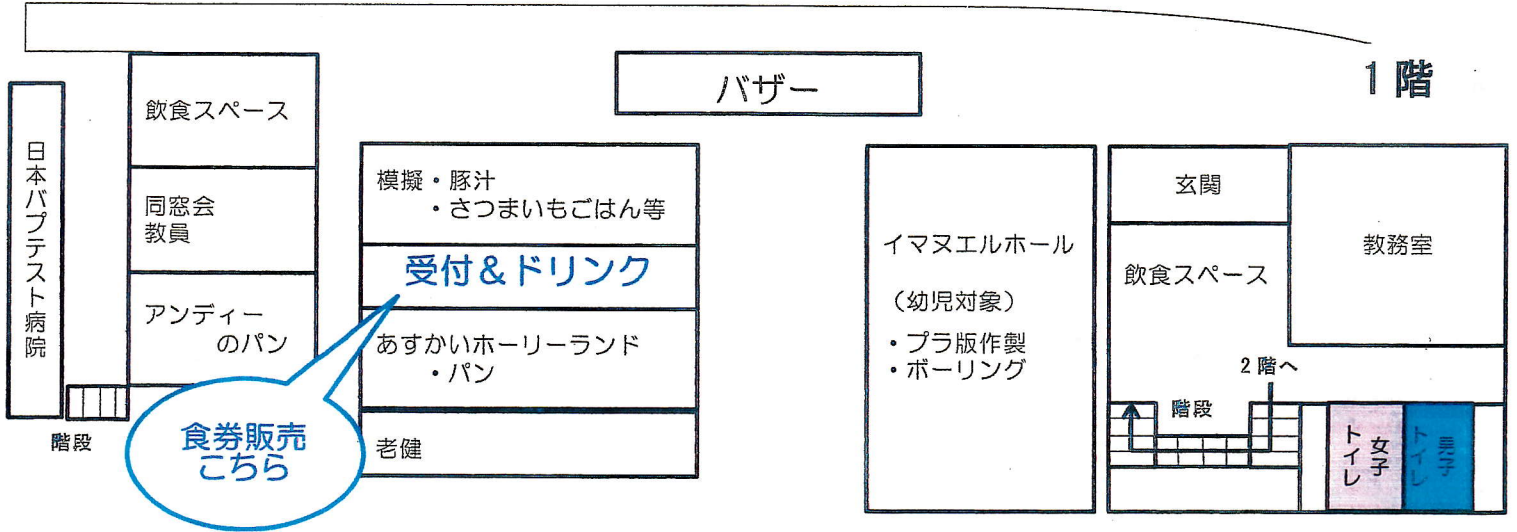 1階
バザー
日本バプテスト病院
飲食スペース
同窓会
教員
アンディー
のパン
階段
模擬・豚汁
・さつまいもごはん等
受付&ドリンク
あすかいホーリーランド
・パン
老健
食券販売
こちら
イマヌエルホール
(幼児対象)
・プラ版作製
・ボーリング
玄関
飲食スペース
教務室
2階へ
階段
女子
トイレ
男子
トイレ